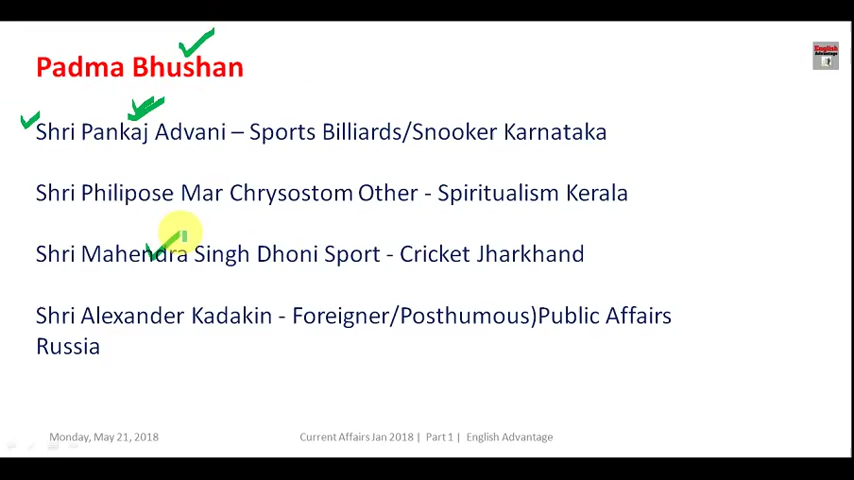 Padma Bhushan
English
Advantage
Shri Pankaj Advani – Sports Billiards/Snooker Karnataka
Shri Philipose Mar Chrysostom Other - Spiritualism Kerala
Shri Mahendra Singh Dhoni Sport - Cricket Jharkhand
Shri Alexander Kadakin - Foreigner/Posthumous)Public Affairs
Russia
Monday, May 21, 2018
Current Affairs Jan 2018 | Part 1 | English Advantage